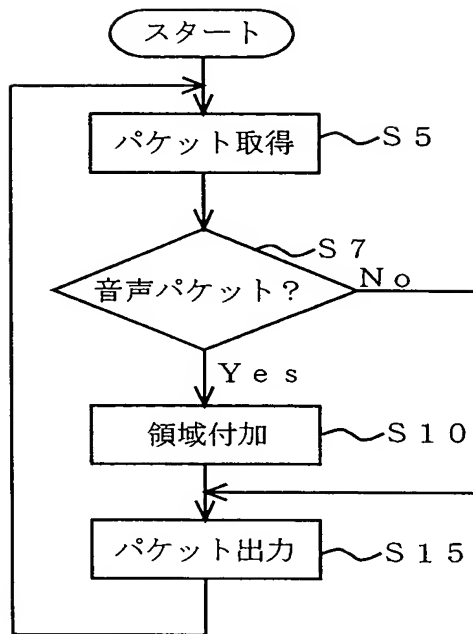 スタート
パケット取得
S5
S7
音声パケット？
No
Yes
領域付加
S10
パケット出力
S15